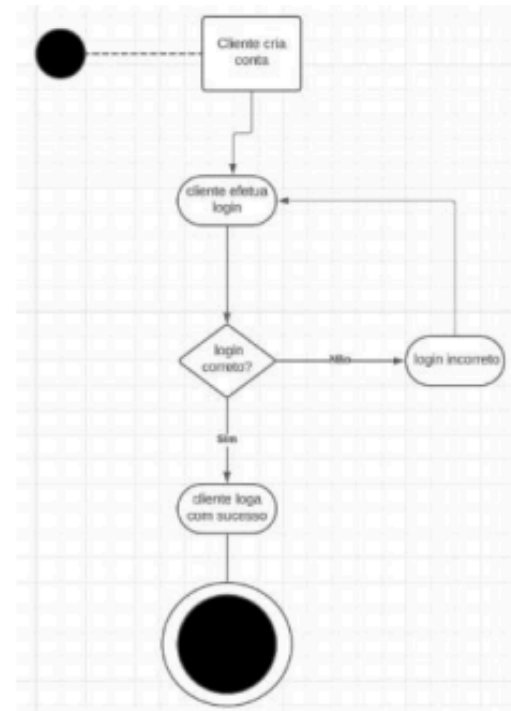 Cliente cria
conta
cliente efetua
login
login
correto?
Não
login incorreto
Sim
cliente loga
com sucesso